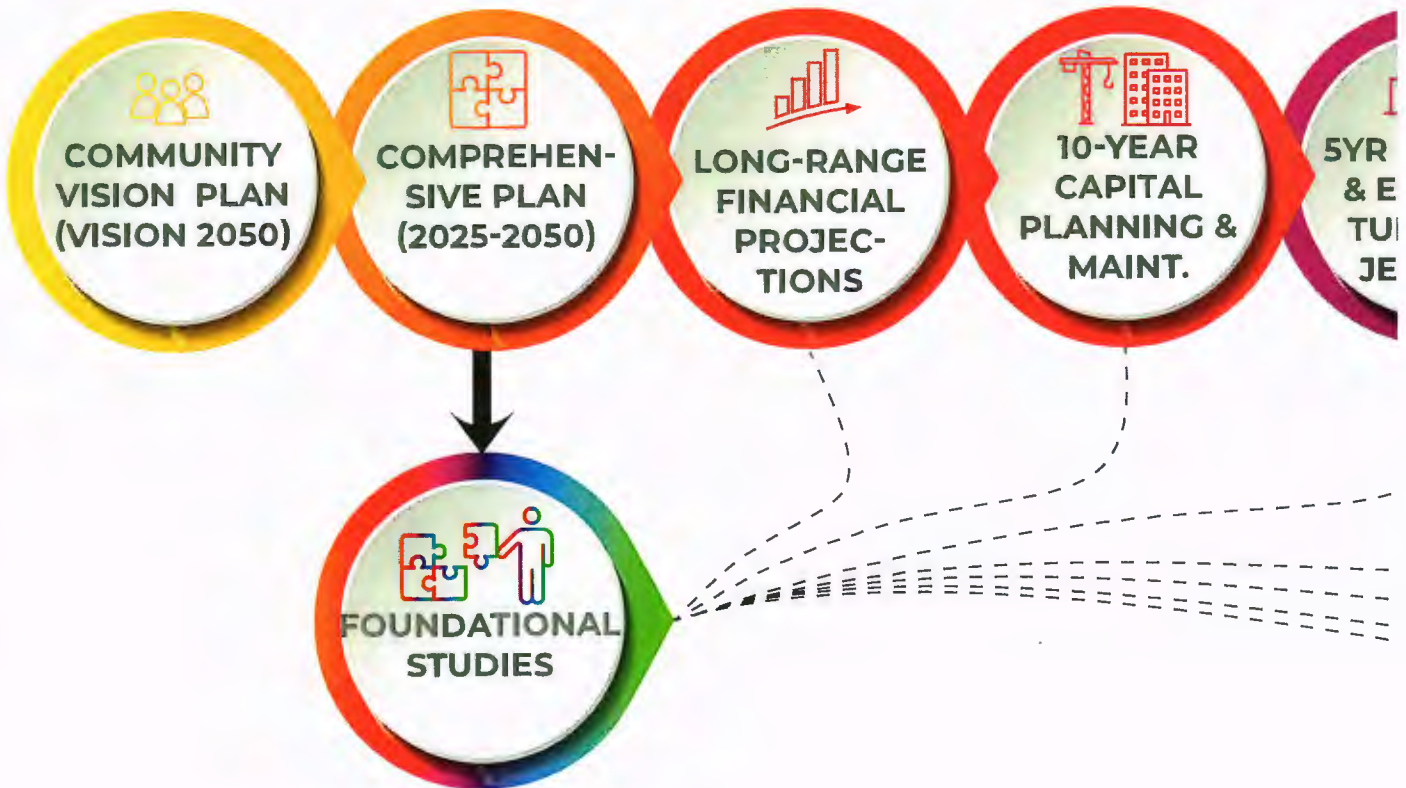 COMMUNITY
VISION PLAN
(VISION 2050)
COMPREHEN-
SIVE PLAN
(2025-2050)
LONG-RANGE
FINANCIAL
PROJEC-
TIONS
10-YEAR
CAPITAL
PLANNING &
MAINT.
5YR
&
FOUNDATIONAL
STUDIES